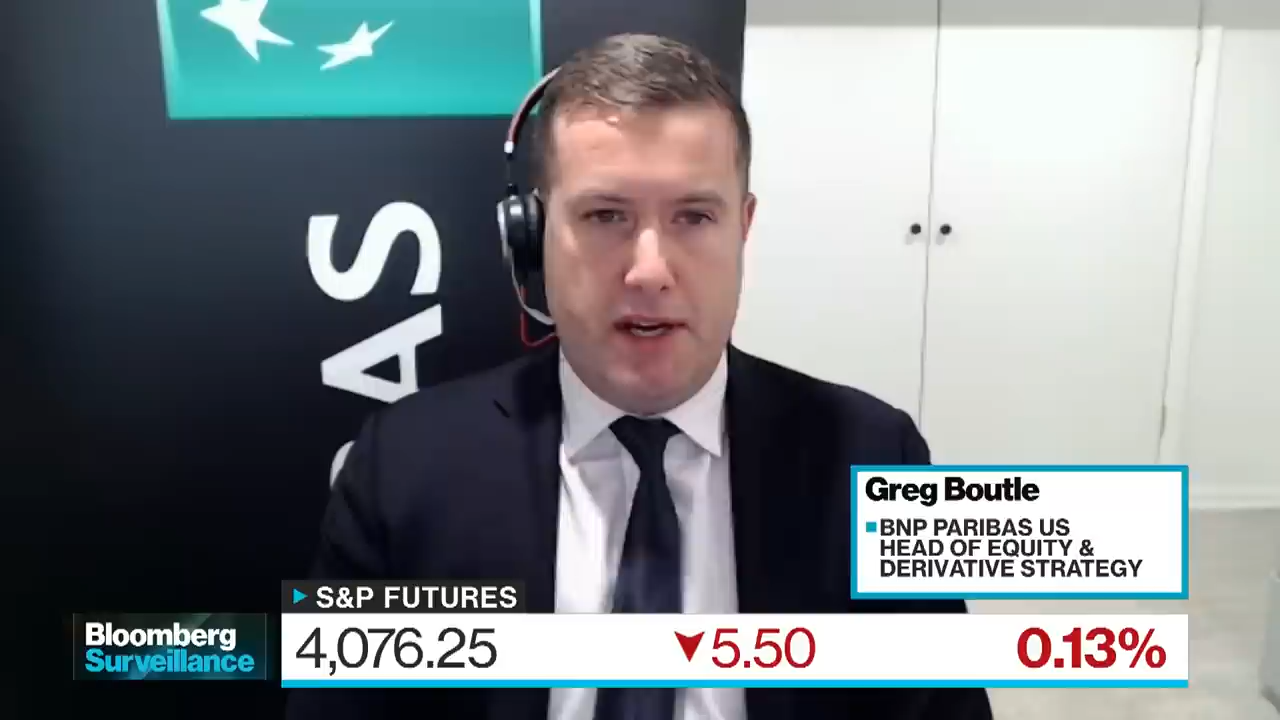 AS
Greg Boutle
BNP PARIBAS US
HEAD OF EQUITY &
DERIVATIVE STRATEGY
S&P FUTURES
Bloomberg
Surveillance
4,076.25
5.50
0.13%